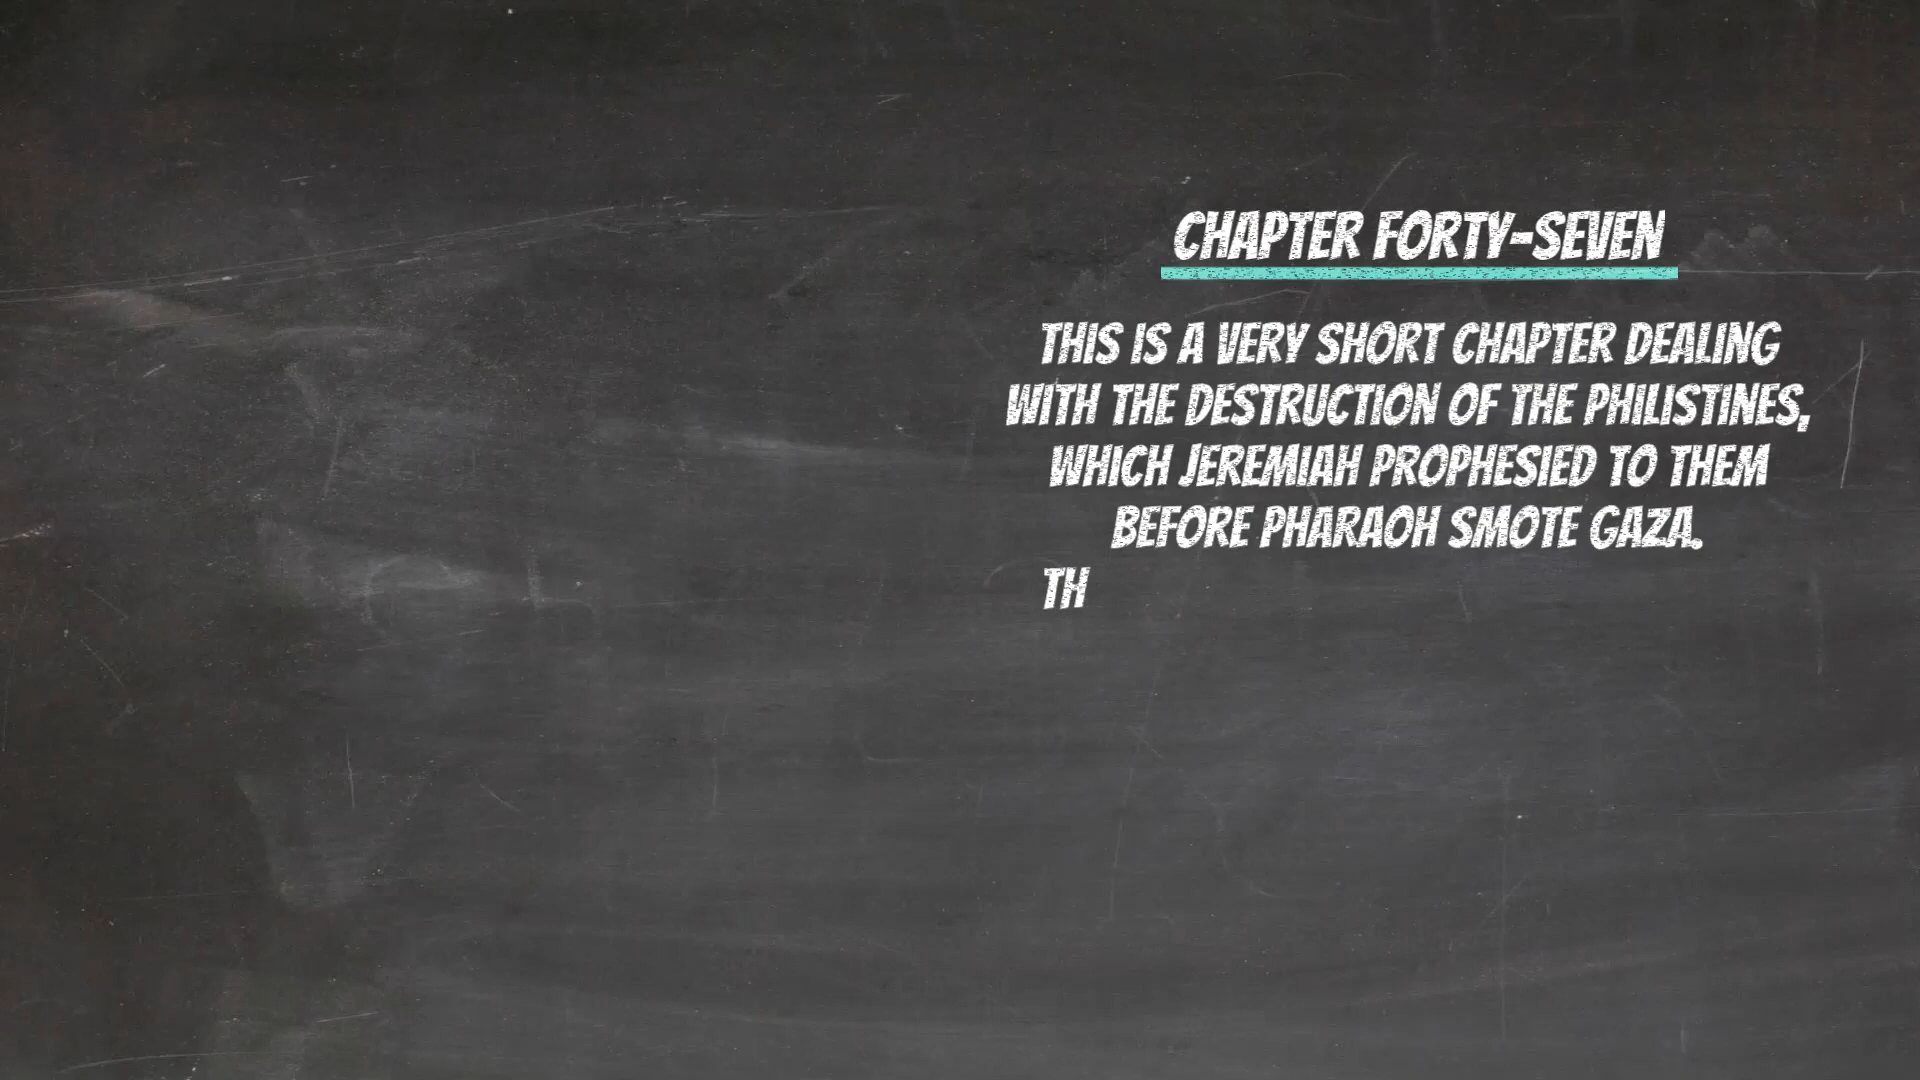 CHAPTER FORTY-SEVEN
THIS IS A VERY SHORT CHAPTER DEALING
WITH THE DESTRUCTION OF THE PHILISTINES,
WHICH JEREMIAH PROPHESIED TO THEM
BEFORE PHARAOH SMOTE GAZA.
TH